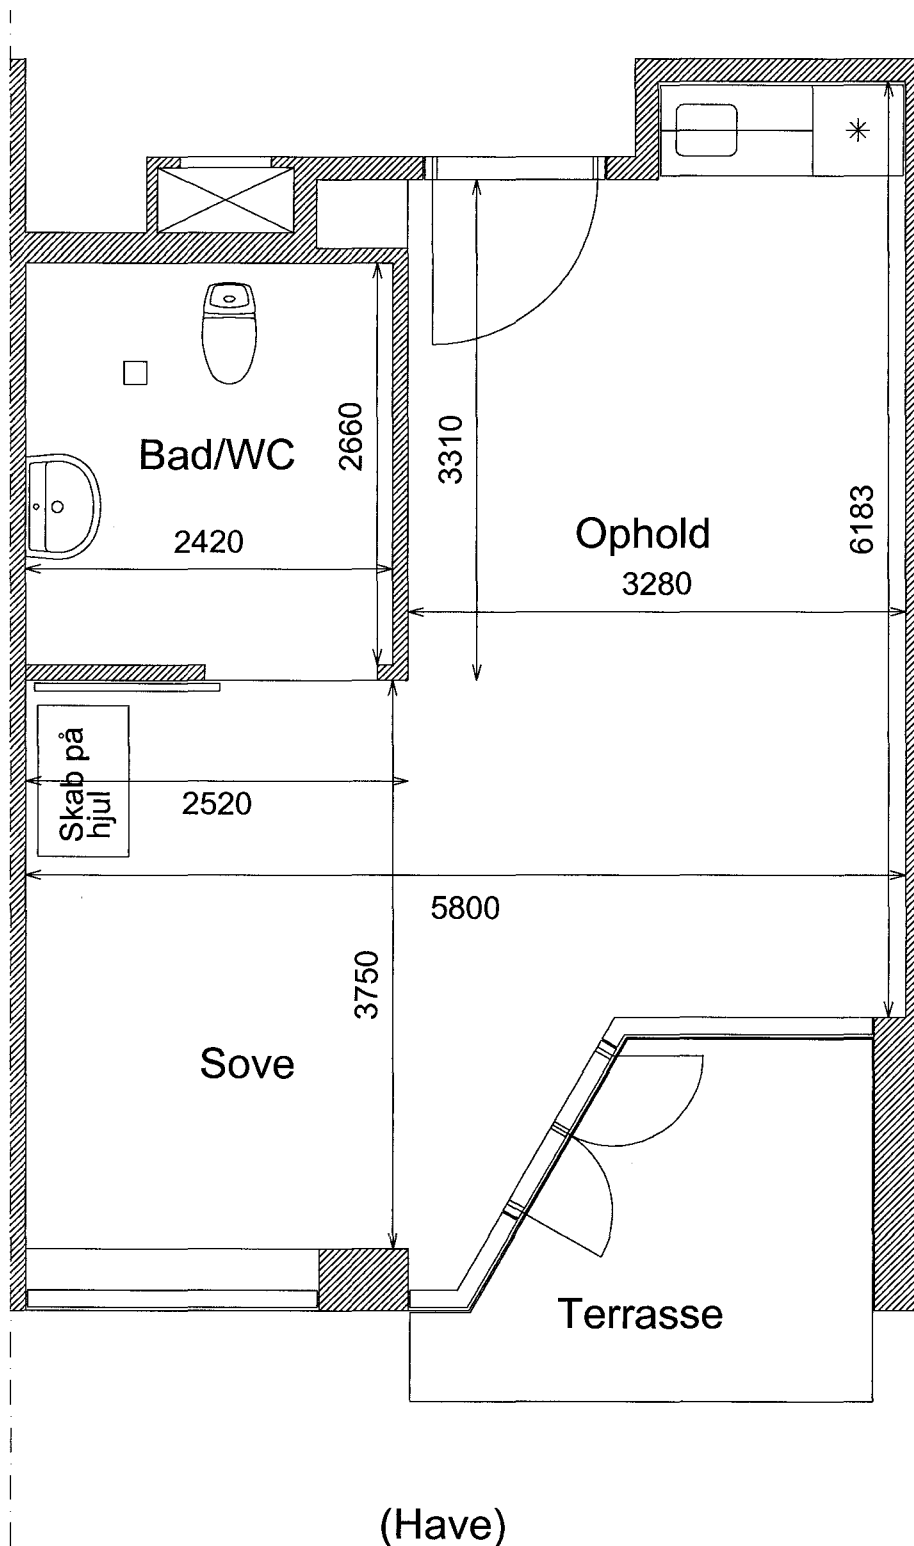 Bad/WC
2660
2420
3310
Ophold
3280
6183
Skab på
hjul
2520
5800
3750
Sove
Terrasse
(Have)